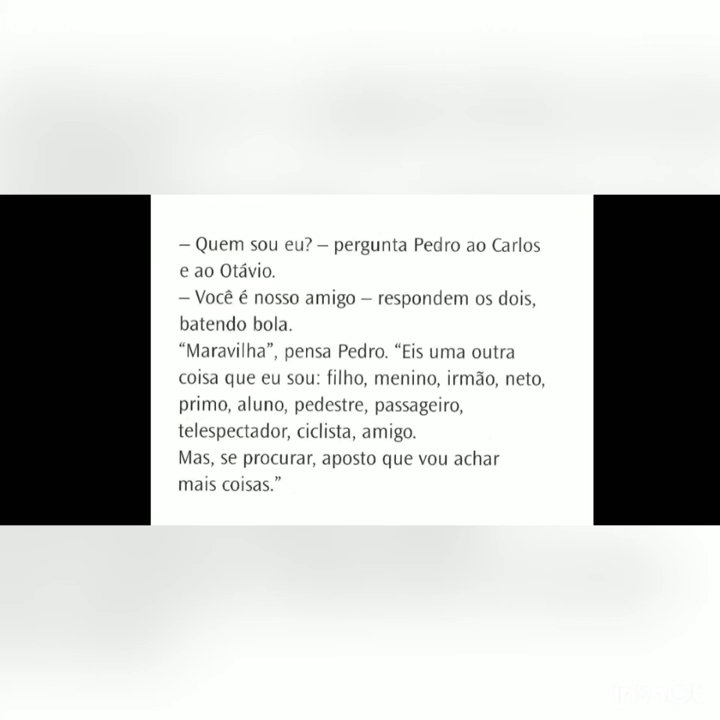 – Quem sou eu? – pergunta Pedro ao Carlos
e ao Otávio.
– Você é nosso amigo – respondem os dois,
batendo bola.
“Maravilha”, pensa Pedro. “Eis uma outra
coisa que eu sou: filho, menino, irmão, neto,
primo, aluno, pedestre, passageiro,
telespectador, ciclista, amigo.
Mas, se procurar, aposto que vou achar
mais coisas.”